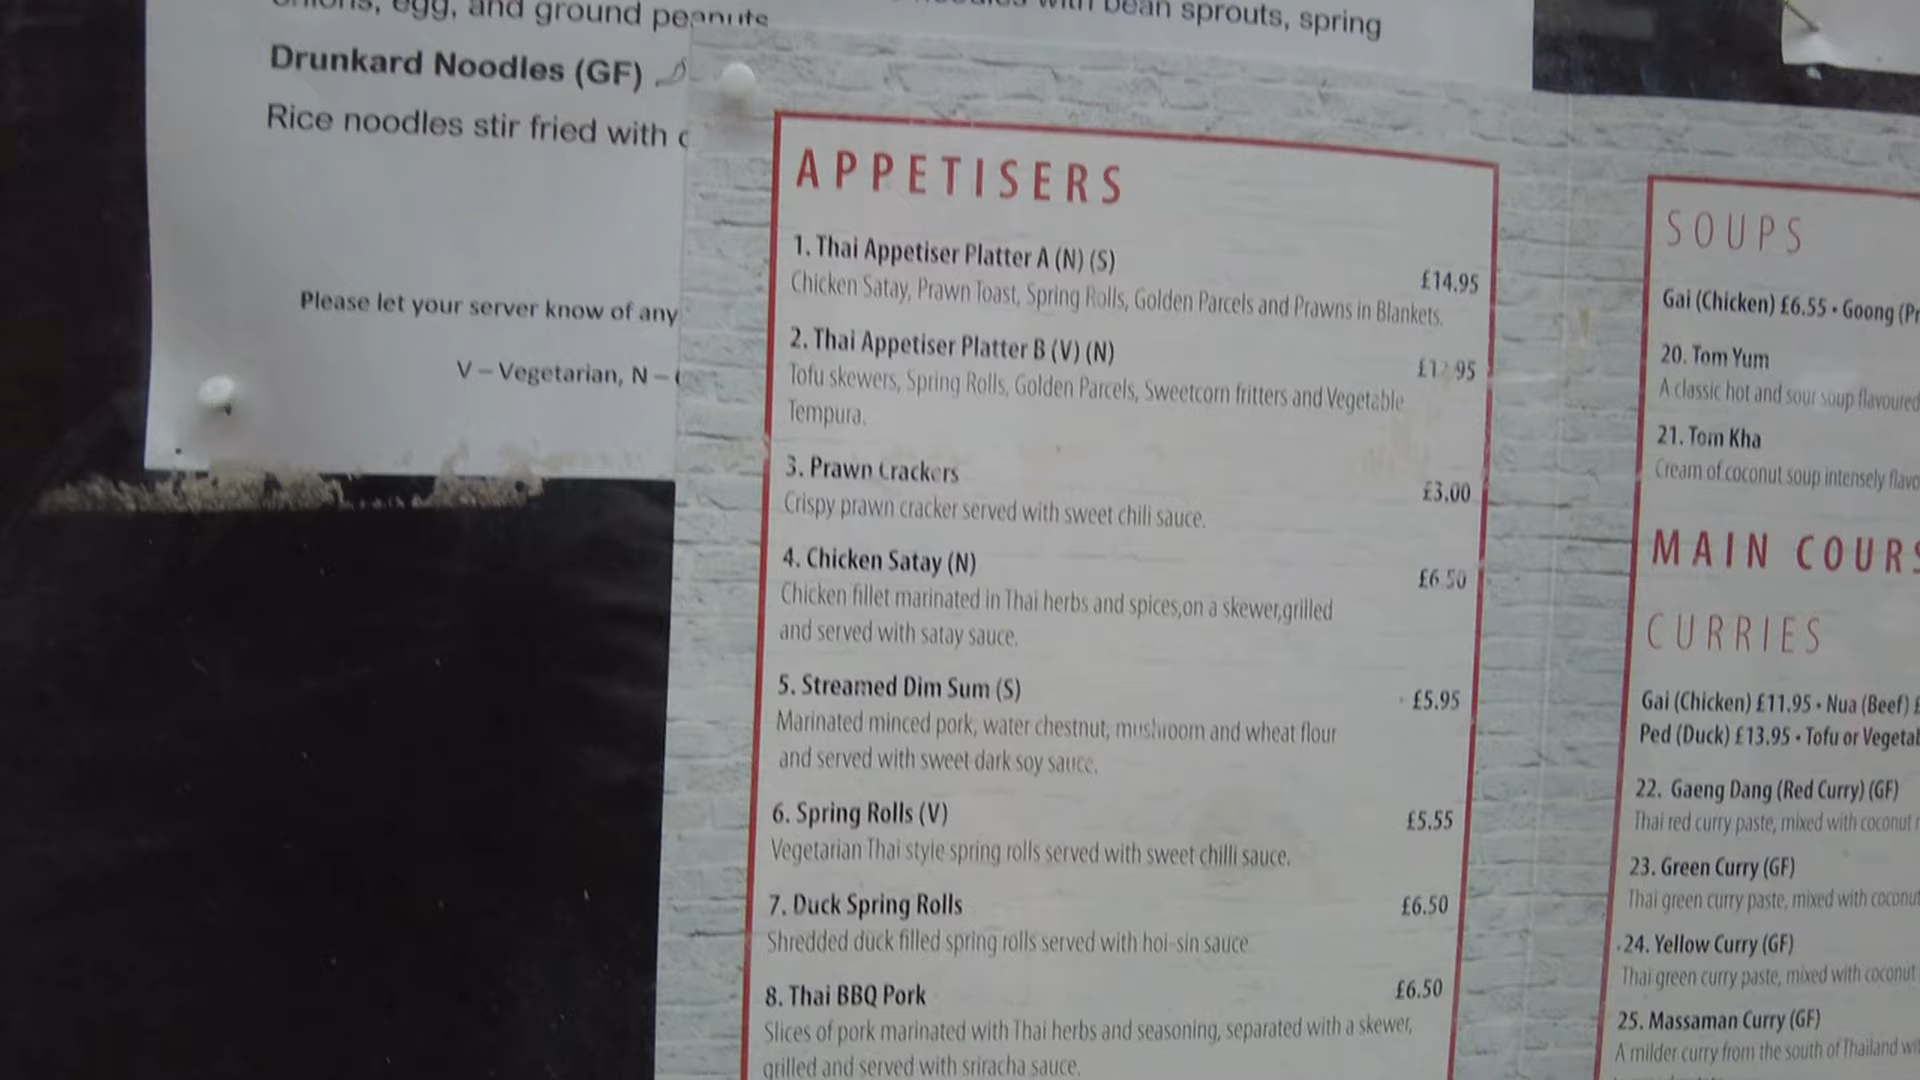 onions, egg, and ground peanuts
with bean sprouts, spring
Drunkard Noodles (GF)
Rice noodles stir fried with
Please let your server know of any
V – Vegetarian, N –
APPETISERS
1. Thai Appetiser Platter A (N) (S)
£14.95
Chicken Satay, Prawn Toast, Spring Rolls, Golden Parcels and Prawns in Blankets.
2. Thai Appetiser Platter B (V) (N)
Tofu skewers, Spring Rolls, Golden Parcels, Sweetcorn fritters and Vegetable
Tempura.
3. Prawn Crackers
£3.00
Crispy prawn cracker served with sweet chili sauce.
4. Chicken Satay (N)
£6.50
Chicken fillet marinated in Thai herbs and spices,on a skewer,grilled
and served with satay sauce.
5. Streamed Dim Sum (S)
£5.95
Marinated minced pork, water chestnut, mushroom and wheat flour
and served with sweet dark soy sauce.
6. Spring Rolls (V)
£5.55
Vegetarian Thai style spring rolls served with sweet chilli sauce.
7. Duck Spring Rolls
£6.50
Shredded duck filled spring rolls served with hoi-sin sauce
8. Thai BBQ Pork
£6.50
Slices of pork marinated with Thai herbs and seasoning, separated with a skewer,
grilled and served with sriracha sauce.
SOUPS
Gai (Chicken) £6.55 • Goong (Pr
20. Tom Yum
A classic hot and sour soup flavoured
21. Tom Kha
Cream of coconut soup intensely flavo
MAIN COURS
CURRIES
Gai (Chicken) £11.95 • Nua (Beef) £
Ped (Duck) £13.95 • Tofu or Vegetab
22. Gaeng Dang (Red Curry) (GF)
Thai red curry paste, mixed with coconut
23. Green Curry (GF)
Thai green curry paste, mixed with coconut
24. Yellow Curry (GF)
Thai green curry paste, mixed with coconut
25. Massaman Curry (GF)
A milder curry from the south of Thailand wi